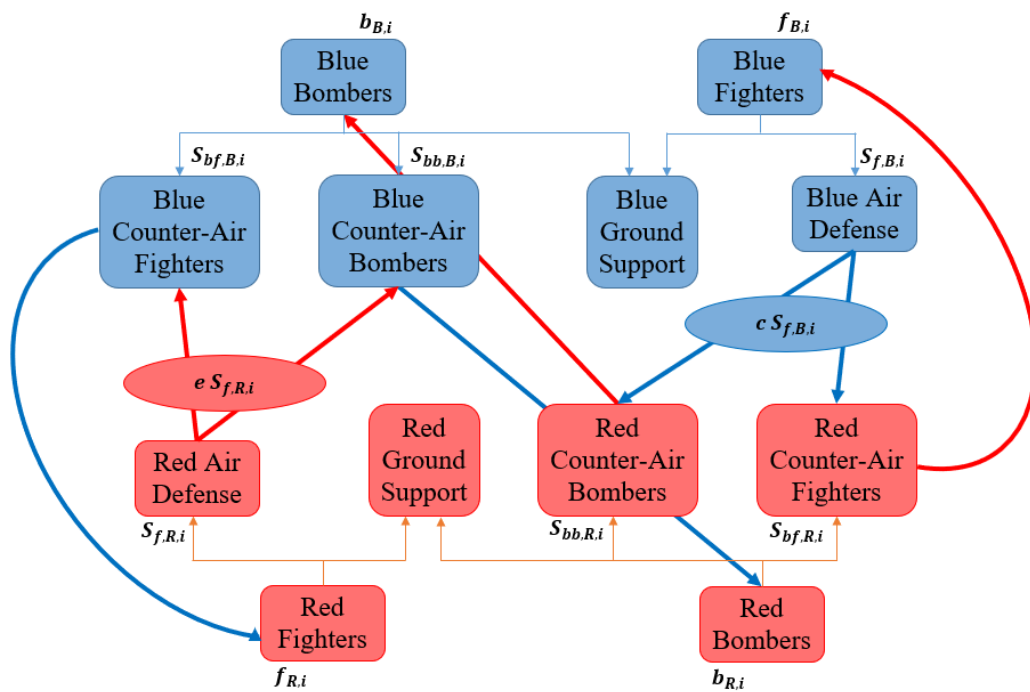 b_{B,i}
f_{B,i}
Blue
Bombers
Blue
Fighters
S_{bf,B,i}
S_{bb,B,i}
S_{f,B,i}
Blue
Counter-Air
Fighters
Blue
Counter-Air
Bombers
Blue
Ground
Support
Blue Air
Defense
c S_{f,B,i}
e S_{f,R,i}
Red Air
Defense
Red
Ground
Support
Red
Counter-Air
Bombers
Red
Counter-Air
Fighters
S_{f,R,i}
S_{bb,R,i}
S_{bf,R,i}
Red
Fighters
Red
Bombers
f_{R,i}
b_{R,i}